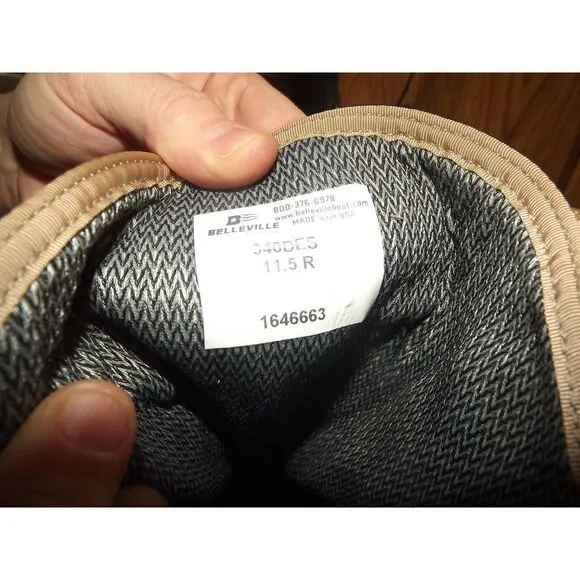 800-376-6978
www.bellevilleboot.com
BELLEVILLE MADE IN THE USA
340DES
11.5 R
1646663